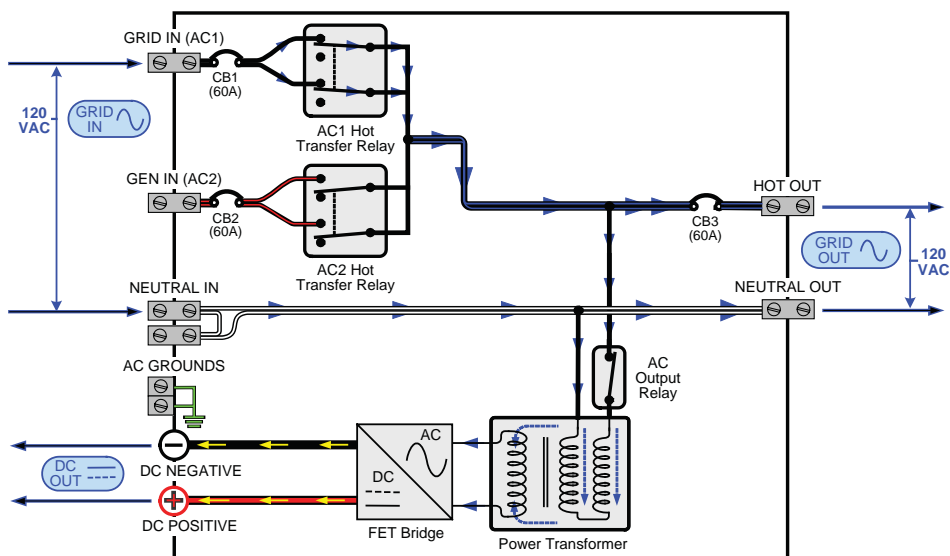 GRID IN (AC1)
CB1
(60A)
AC1 Hot
Transfer Relay
120
VAC
GRID
IN
GEN IN (AC2)
CB2
(60A)
AC2 Hot
Transfer Relay
HOT OUT
CB3
(60A)
GRID
OUT
120
VAC
NEUTRAL IN
NEUTRAL OUT
AC GROUNDS
AC
Output
Relay
DC NEGATIVE
DC
OUT
DC POSITIVE
AC
DC
FET Bridge
Power Transformer